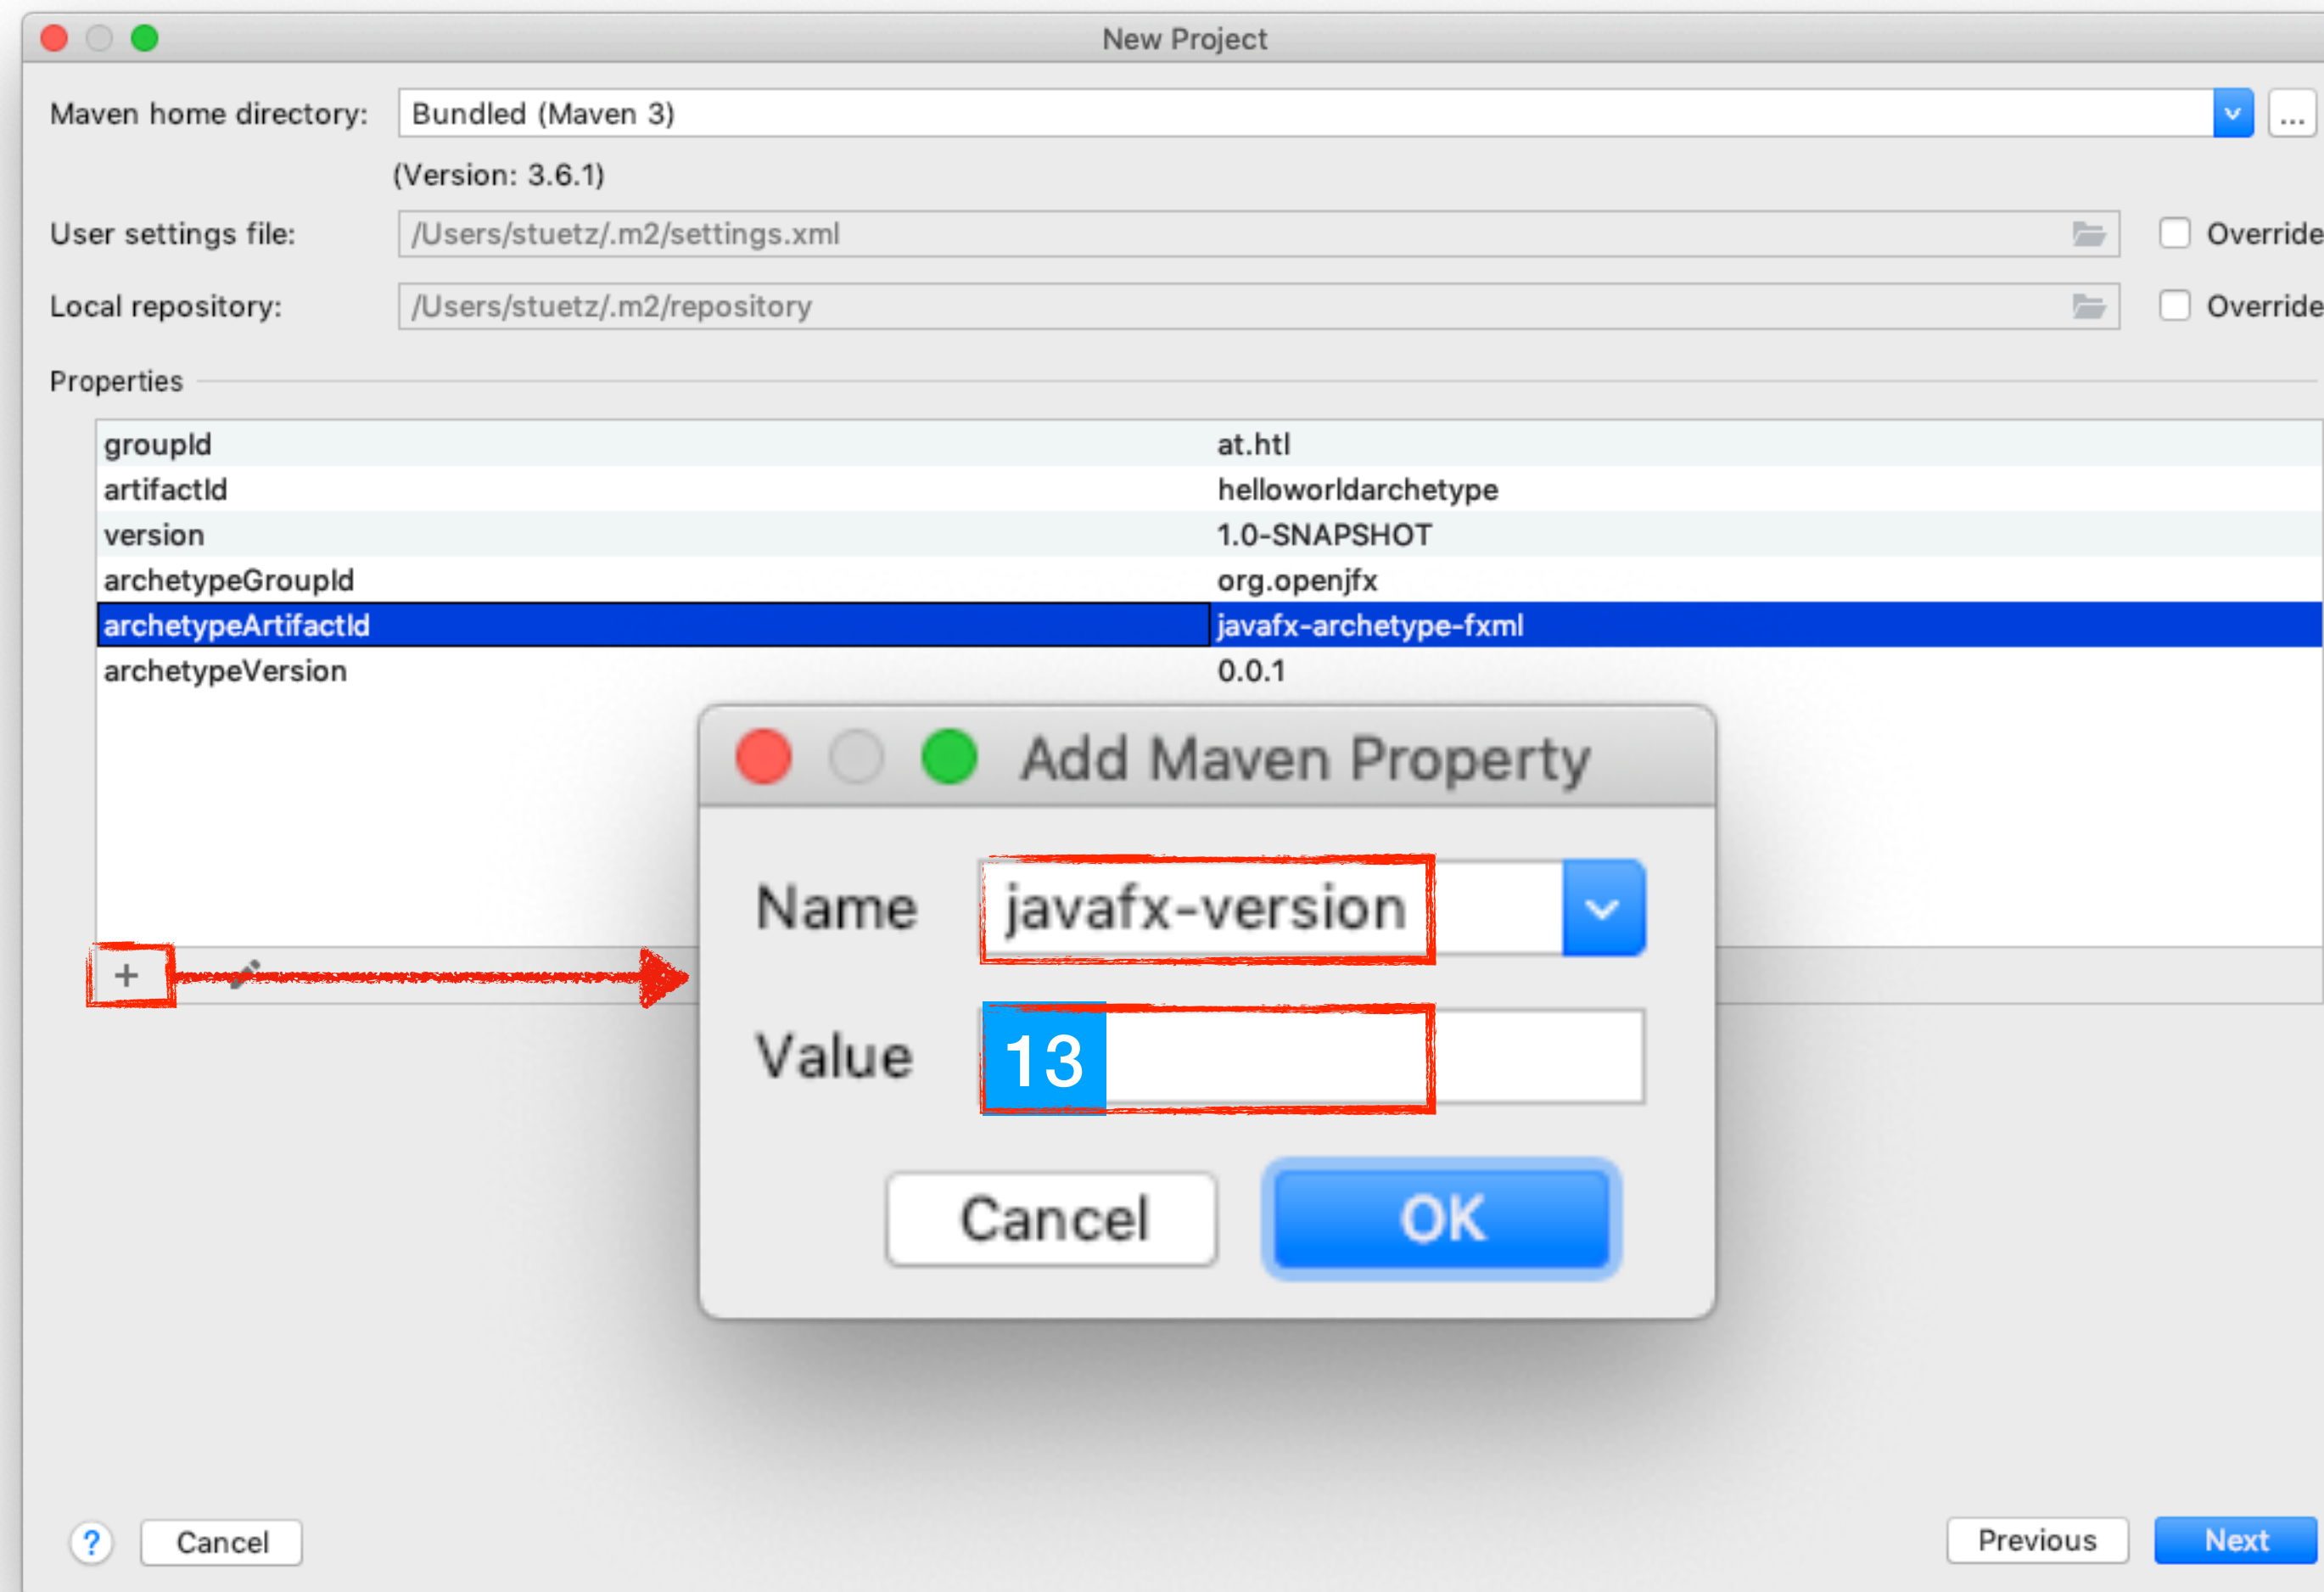 New Project
Maven home directory: Bundled (Maven 3) ...
(Version: 3.6.1)
User settings file: /Users/stuetz/.m2/settings.xml Override
Local repository: /Users/stuetz/.m2/repository Override
Properties
groupId at.htl
artifactId helloworldarchetype
version 1.0-SNAPSHOT
archetypeGroupId org.openjfx
archetypeArtifactId javafx-archetype-fxml
archetypeVersion 0.0.1
Add Maven Property
Name javafx-version
+
Value 13
Cancel OK
? Cancel Previous Next